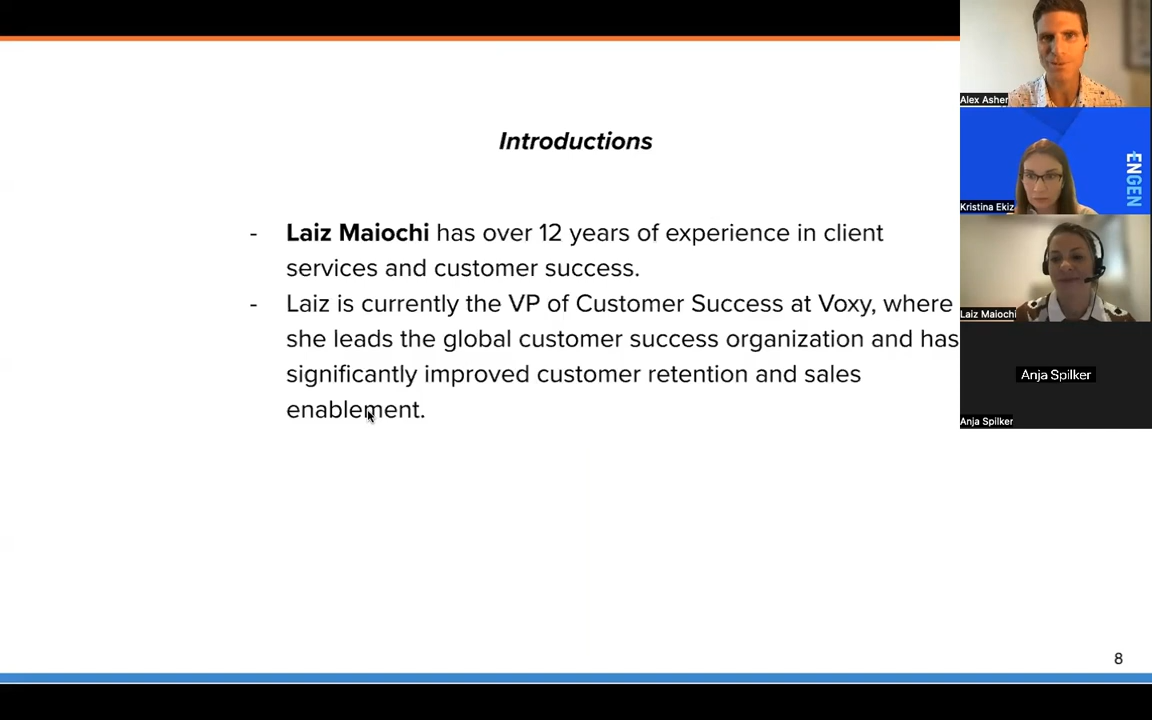 Introductions
- Laiz Maiochi has over 12 years of experience in client
services and customer success.
- Laiz is currently the VP of Customer Success at Voxy, where
she leads the global customer success organization and has
significantly improved customer retention and sales
enablement.
8
Alex Asher
ENGEN
Kristina Ekiz
Laiz Maiochi
Anja Spilker
Anja Spilker